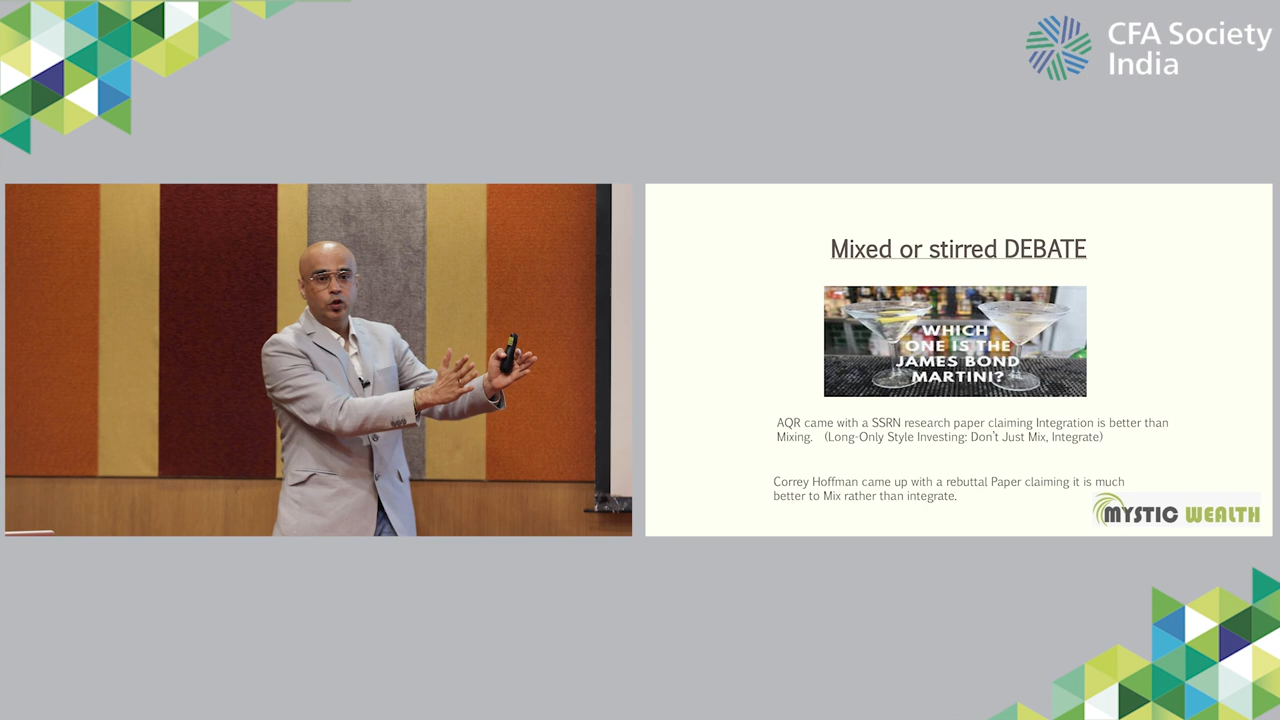 CFA Society
India
Mixed or stirred DEBATE
WHICH
ONE IS THE
JAMES BOND
MARTINI?
AQR came with a SSRN research paper claiming Integration is better than
Mixing. (Long-Only Style Investing: Don't Just Mix, Integrate)
Correy Hoffman came up with a rebuttal Paper claiming it is much
better to Mix rather than integrate.
MYSTIC WEALTH